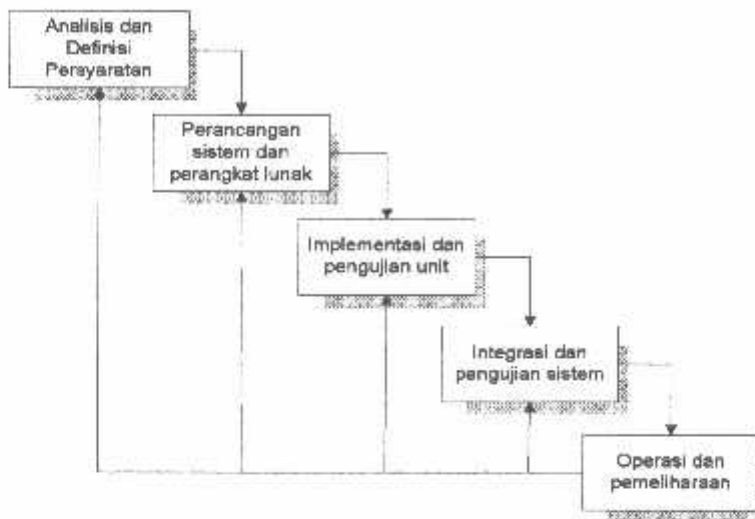 Analisis dan
Definisi
Persyaratan
Perancangan
sistem dan
perangkat lunak
Implementasi dan
pengujian unit
Integrasi dan
pengujian sistem
Operasi dan
pemeliharaan